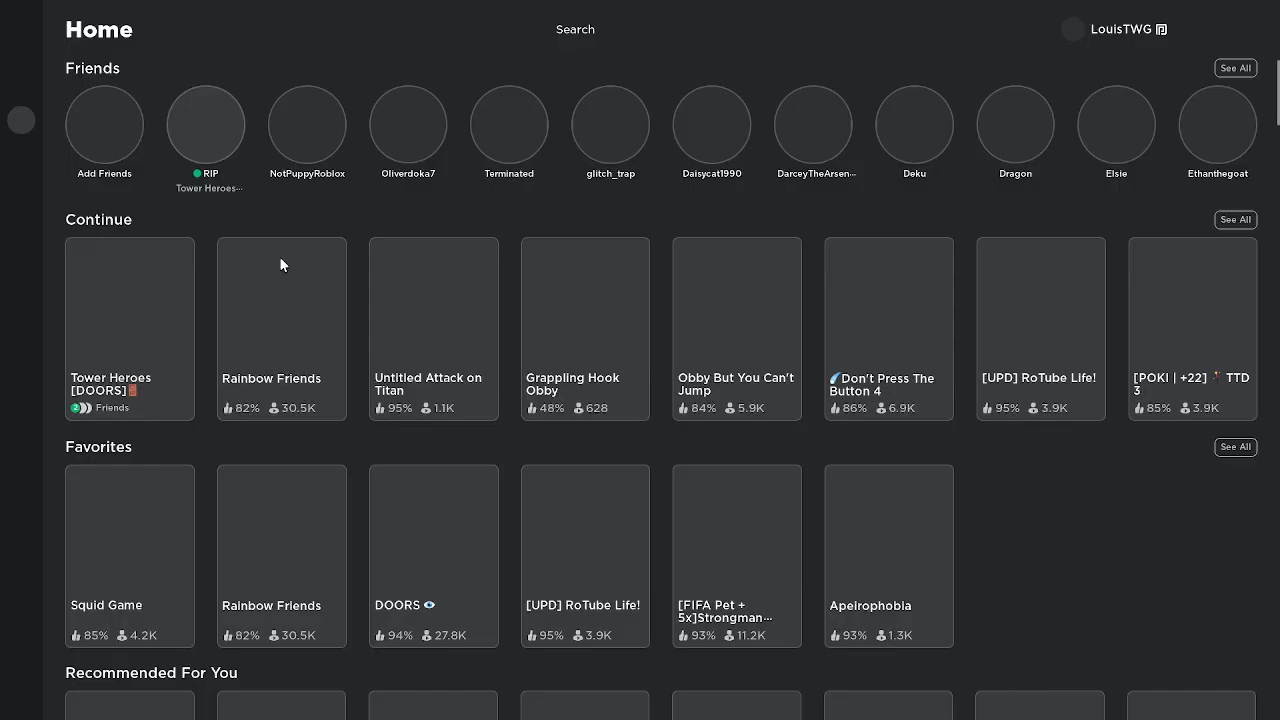 Home
Search
LouisTWG
Friends
See All
Add Friends
RIP
Tower Heroes...
NotPuppyRoblox
Oliverdoka7
Terminated
glitch_trap
Daisycat1990
DarceyTheArsen...
Deku
Dragon
Elsie
Ethanthegoat
Continue
See All
Tower Heroes
[DOORS]🚪
2 Friends
Rainbow Friends
82% 30.5K
Untitled Attack on
Titan
95% 1.1K
Grappling Hook
Obby
48% 628
Obby But You Can't
Jump
84% 5.9K
Don't Press The
Button 4
86% 6.9K
[UPD] RoTube Life!
95% 3.9K
[POKI | +22] TTD
3
85% 3.9K
Favorites
See All
Squid Game
85% 4.2K
Rainbow Friends
82% 30.5K
DOORS 👁
94% 27.8K
[UPD] RoTube Life!
95% 3.9K
[FIFA Pet +
5x]Strongman...
93% 11.2K
Apeirophobia
93% 1.3K
Recommended For You